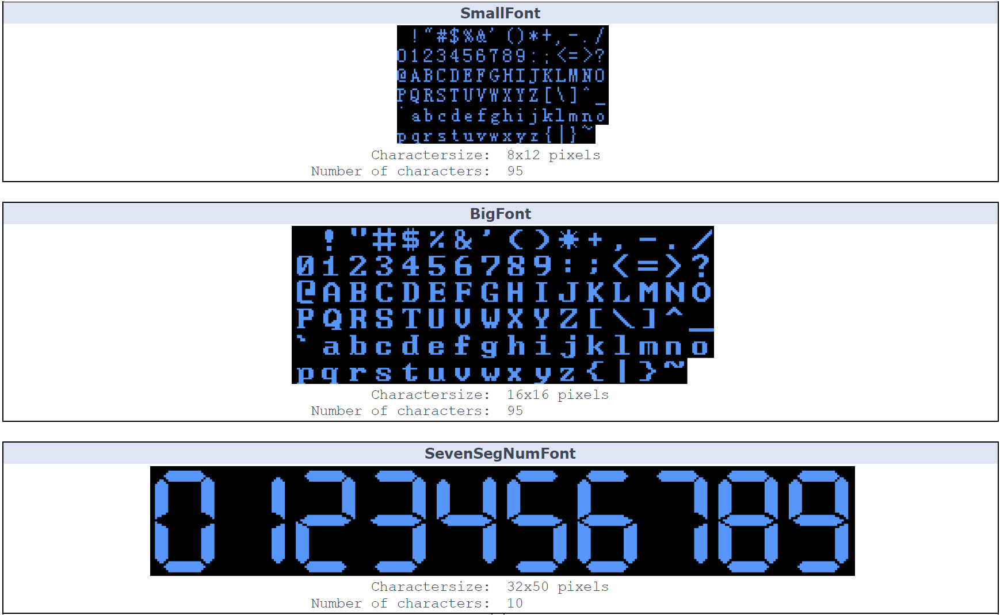 SmallFont
 !"#$%&'()*+,-./
0123456789:;<=>?
@ABCDEFGHIJKLMNO
PQRSTUVWXYZ[\]^_
`abcdefghijklmno
pqrstuvwxyz{|}~
Charactersize: 8x12 pixels
Number of characters: 95
BigFont
 !"#$%&'()*+,-./
0123456789:;<=>?
@ABCDEFGHIJKLMNO
PQRSTUVWXYZ[\]^_
`abcdefghijklmno
pqrstuvwxyz{|}~
Charactersize: 16x16 pixels
Number of characters: 95
SevenSegNumFont
0123456789
Charactersize: 32x50 pixels
Number of characters: 10